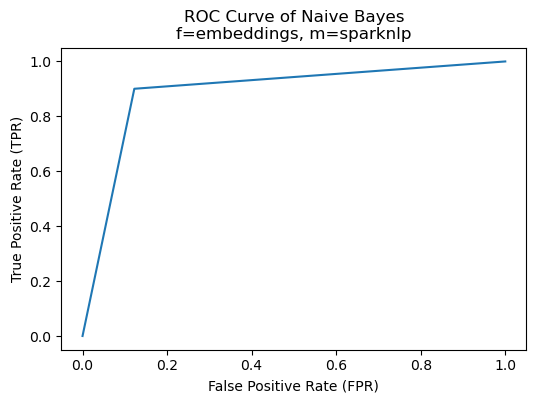 ROC Curve of Naive Bayes
f=embeddings, m=sparknlp
True Positive Rate (TPR)
1.0
0.8
0.6
0.4
0.2
0.0
0.0 0.2 0.4 0.6 0.8 1.0
False Positive Rate (FPR)